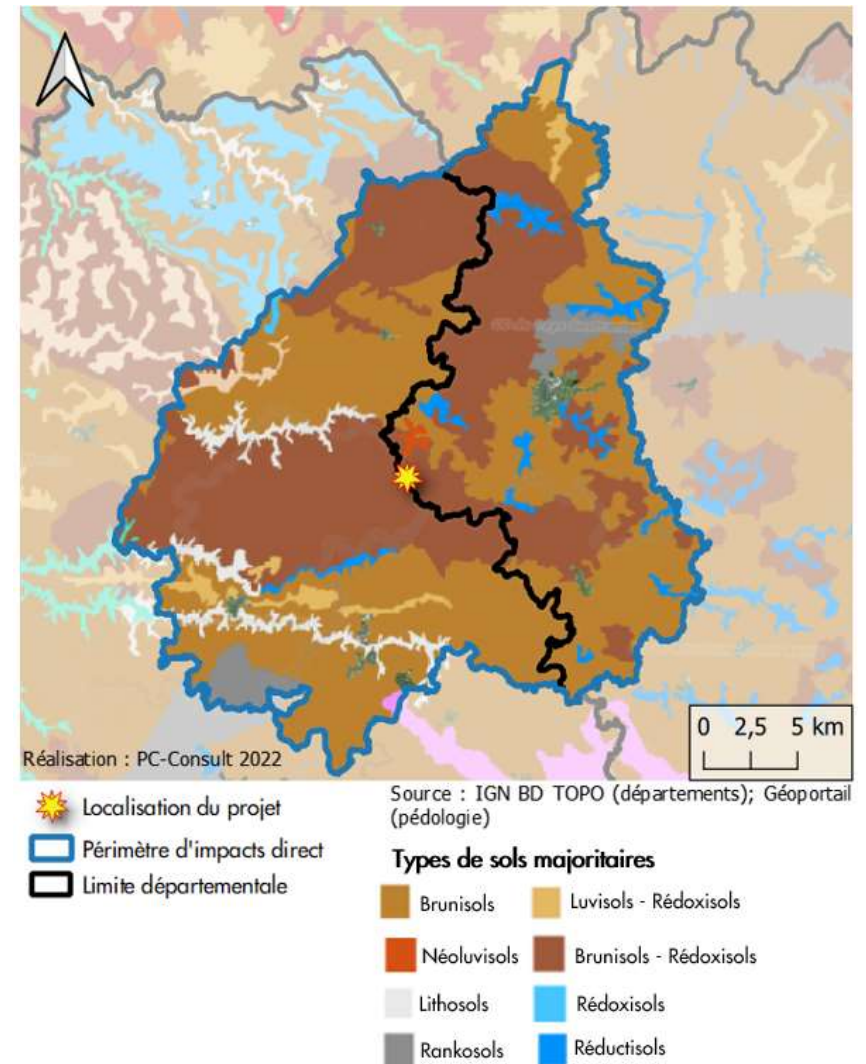 0 2,5 5 km
Réalisation : PC-Consult 2022
Localisation du projet
Périmètre d'impacts direct
Limite départementale
Source : IGN BD TOPO (départements); Géoportail
(pédologie)
Types de sols majoritaires
Brunisols Luvisols - Rédoxisols
Néoluvisols Brunisols - Rédoxisols
Lithosols Rédoxisols
Rankosols Réductisols